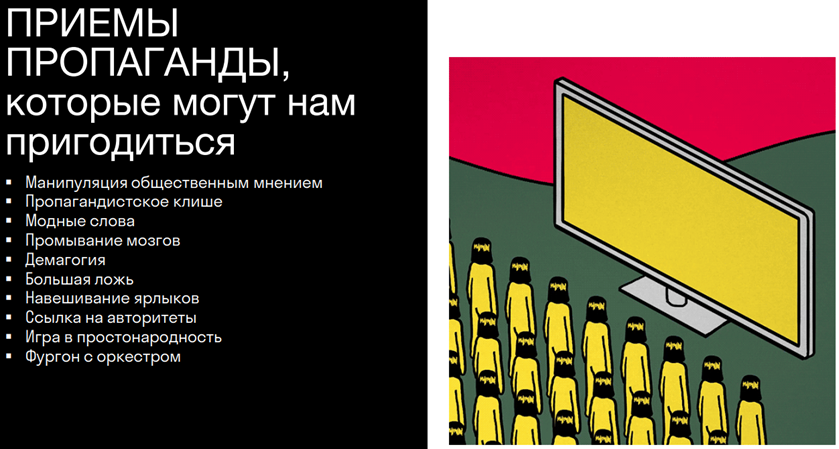 ПРИЕМЫ
ПРОПАГАНДЫ,
которые могут нам
пригодиться
▪ Манипуляция общественным мнением
▪ Пропагандистское клише
▪ Модные слова
▪ Промывание мозгов
▪ Демагогия
▪ Большая ложь
▪ Навешивание ярлыков
▪ Ссылка на авторитеты
▪ Игра в простонародность
▪ Фургон с оркестром